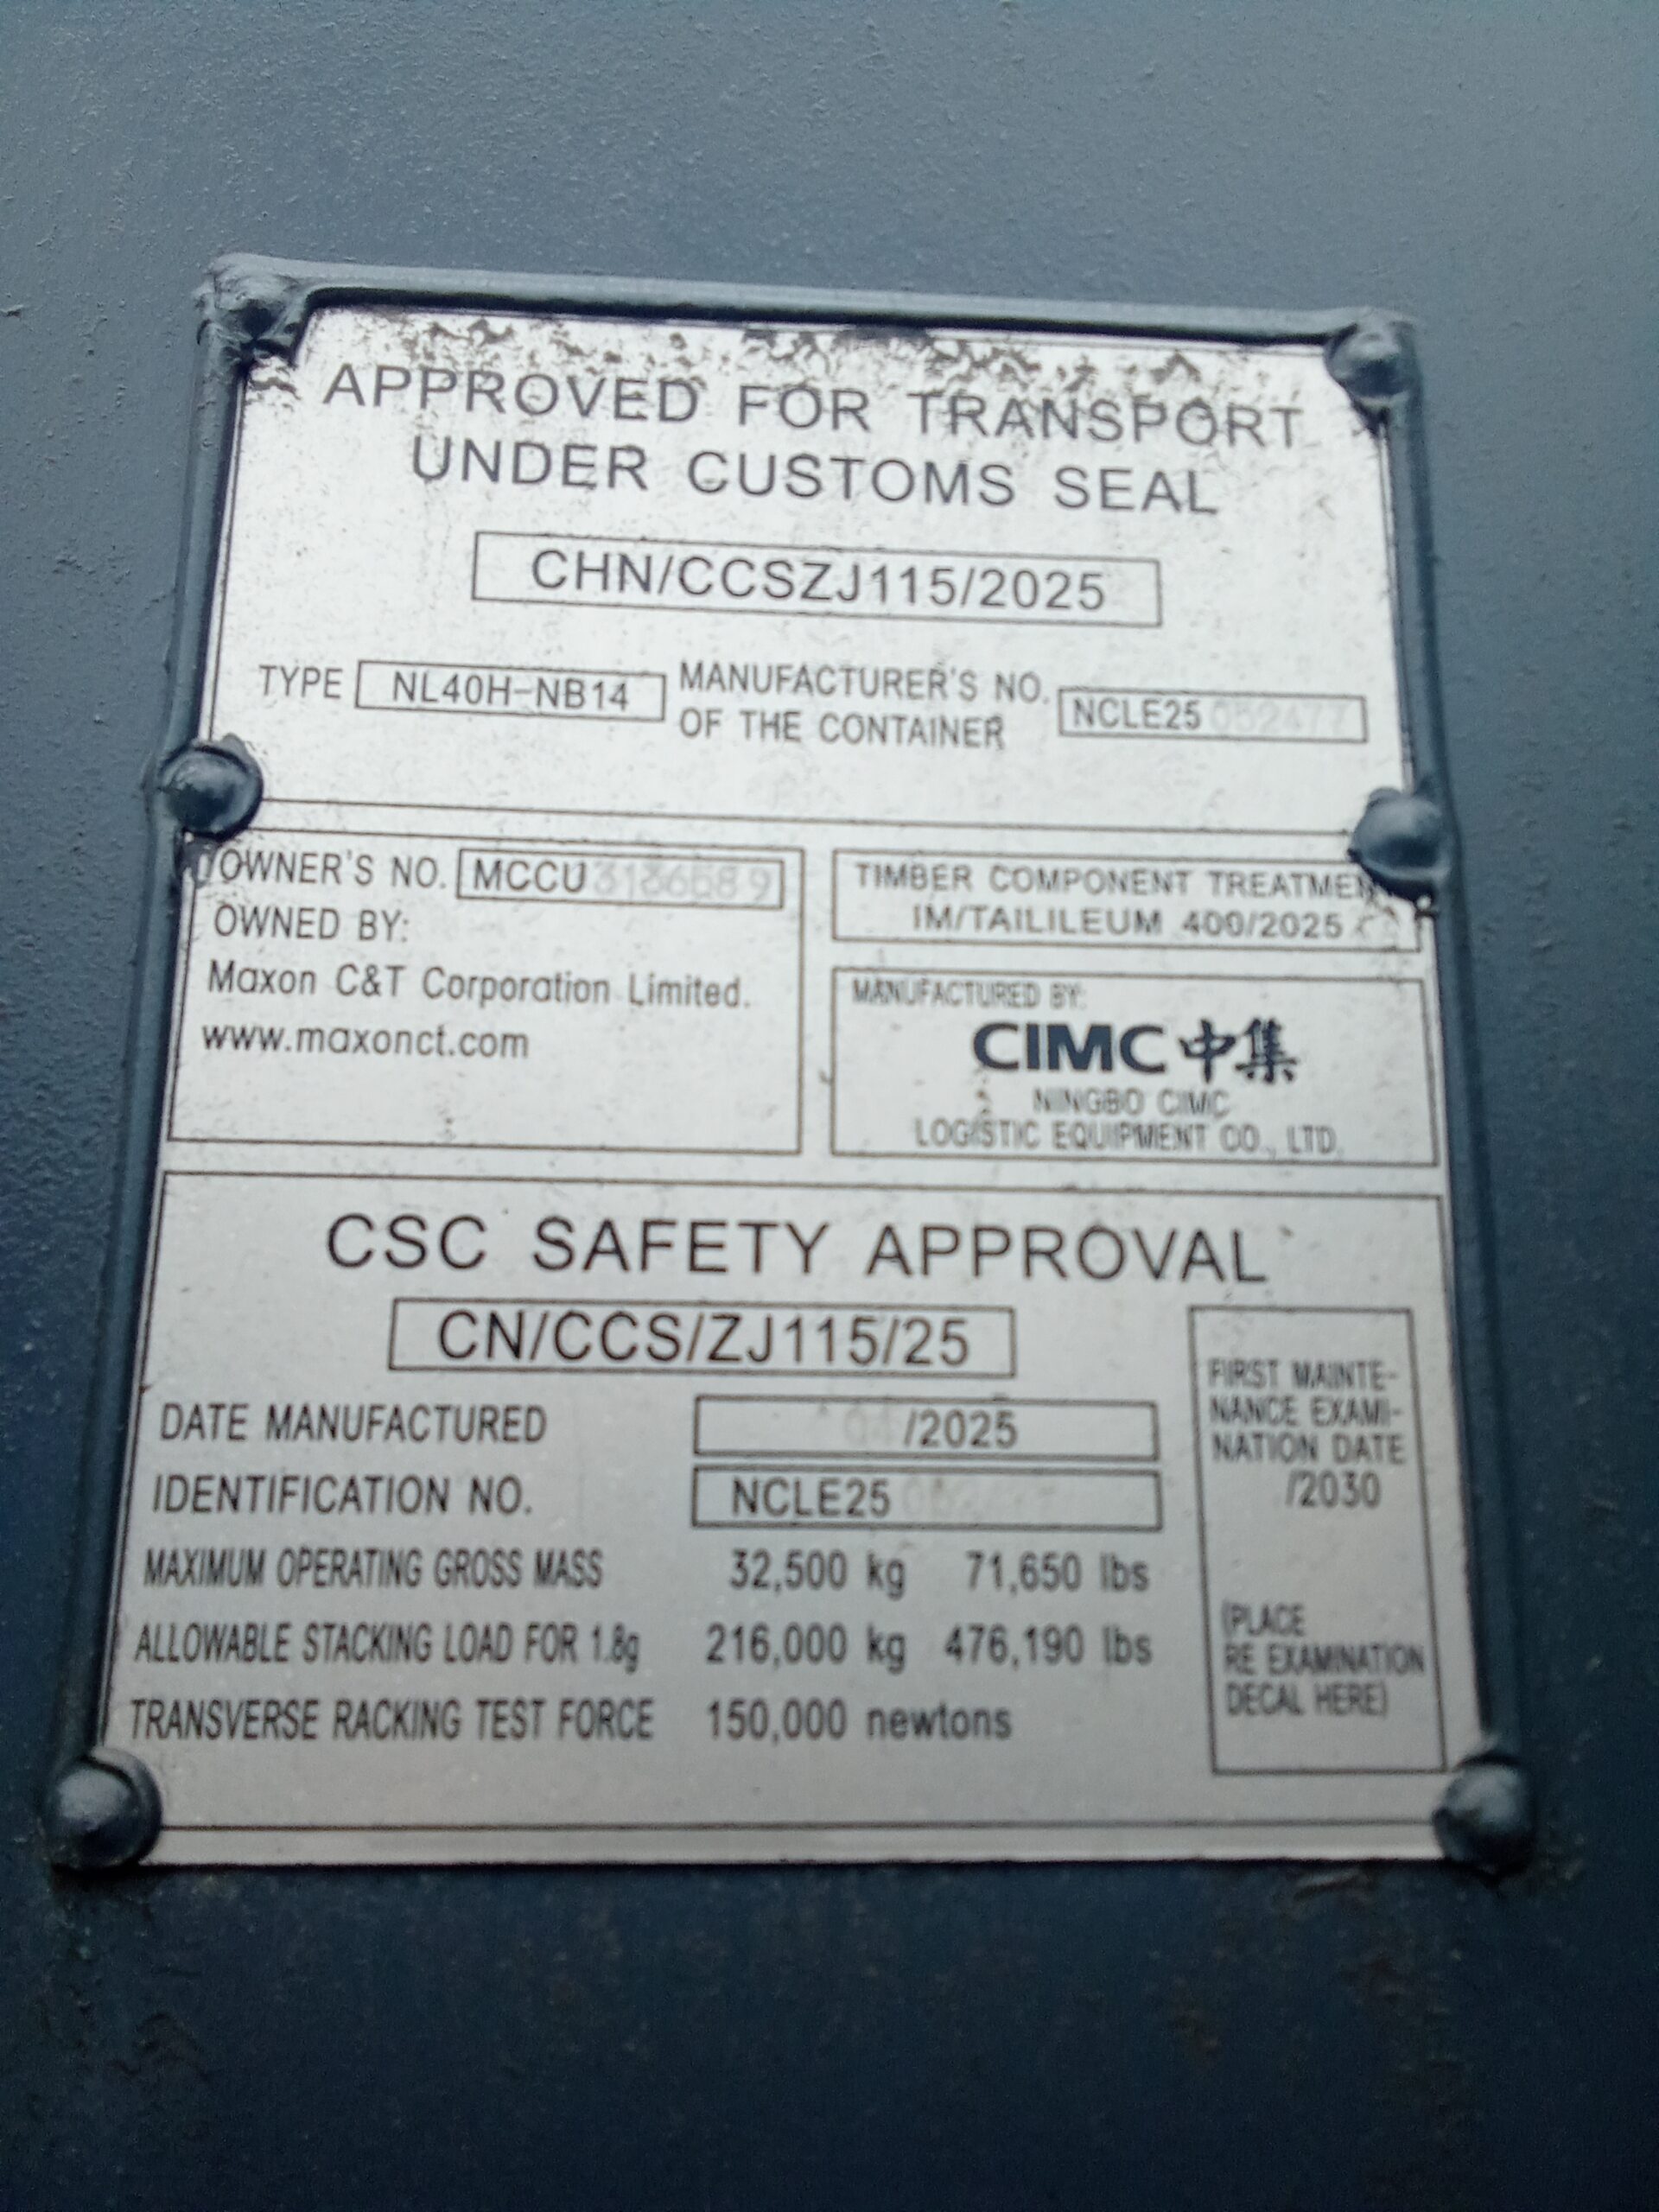 APPROVED FOR TRANSPORT
UNDER CUSTOMS SEAL
CHN/CCSZJ115/2025
TYPE NL40H-NB14 MANUFACTURER'S NO.
OF THE CONTAINER NCLE25
OWNER'S NO. MCCU
OWNED BY:
Maxon C&T Corporation Limited.
www.maxonct.com
TIMBER COMPONENT TREATMEN
IM/TAILILEUM 400/2025
MANUFACTURED BY:
CIMC 中集
NINGBO CIMC
LOGISTIC EQUIPMENT CO., LTD.
CSC SAFETY APPROVAL
CN/CCS/ZJ115/25
DATE MANUFACTURED 04/2025
IDENTIFICATION NO. NCLE25
MAXIMUM OPERATING GROSS MASS 32,500 kg 71,650 lbs
ALLOWABLE STACKING LOAD FOR 1.8g 216,000 kg 476,190 lbs
TRANSVERSE RACKING TEST FORCE 150,000 newtons
FIRST MAINTE-
NANCE EXAMI-
NATION DATE
/2030
(PLACE
RE EXAMINATION
DECAL HERE)